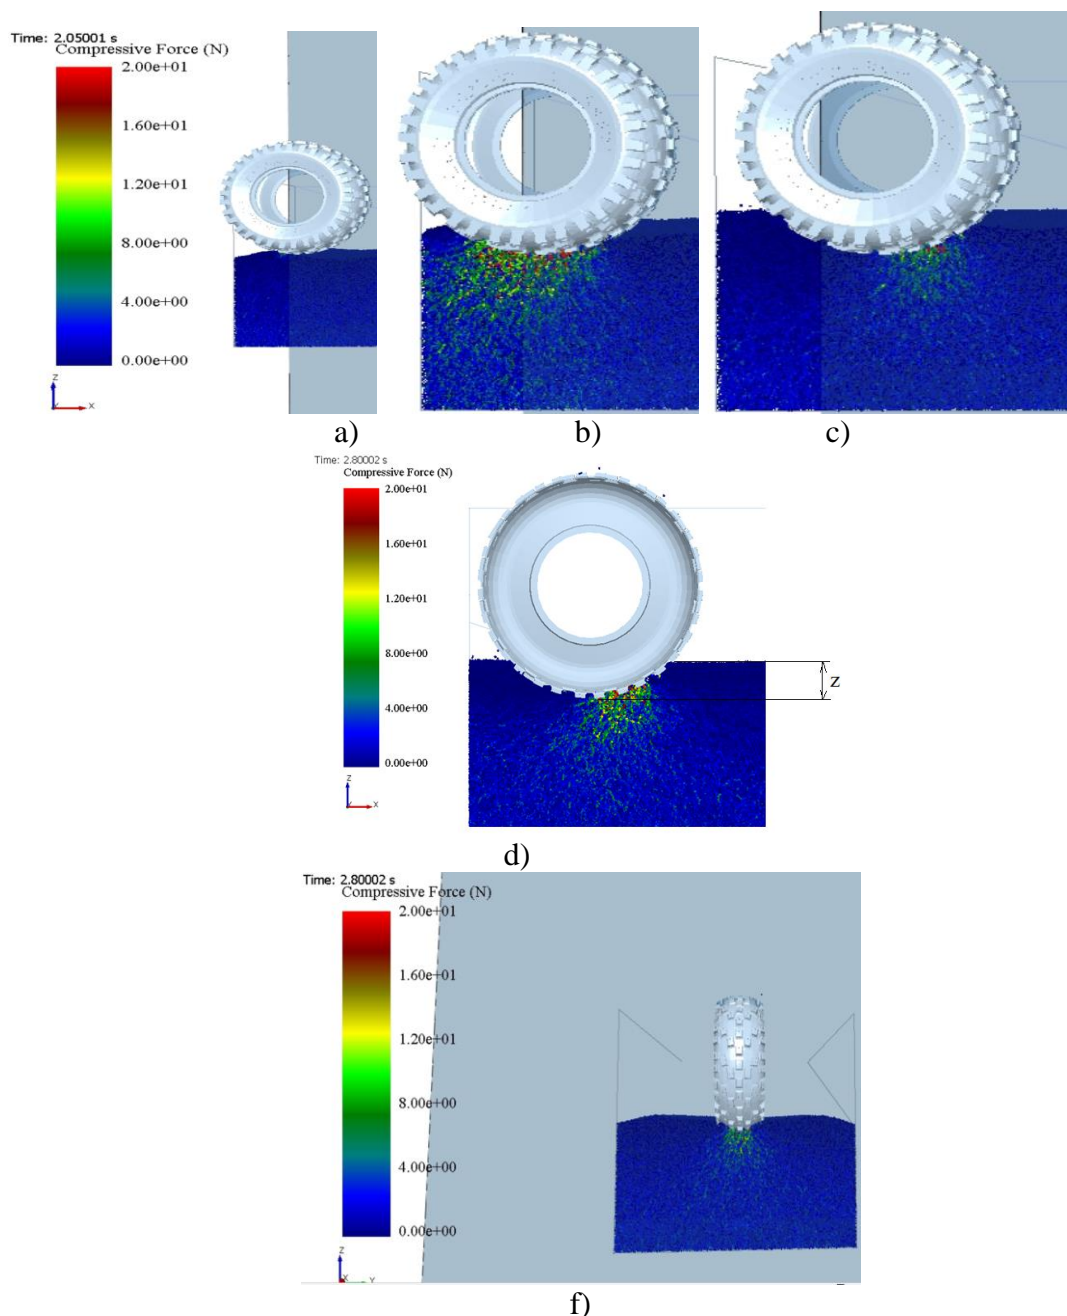 Time: 2.05001 s
Compressive Force (N)
2.00e+01
1.60e+01
1.20e+01
8.00e+00
4.00e+00
0.00e+00
Z
X
a) b) c)
Time: 2.80002 s
Compressive Force (N)
2.00e+01
1.60e+01
1.20e+01
8.00e+00
4.00e+00
0.00e+00
Z
X
z
d)
Time: 2.80002 s
Compressive Force (N)
2.00e+01
1.60e+01
1.20e+01
8.00e+00
4.00e+00
0.00e+00
Z
X Y
f)